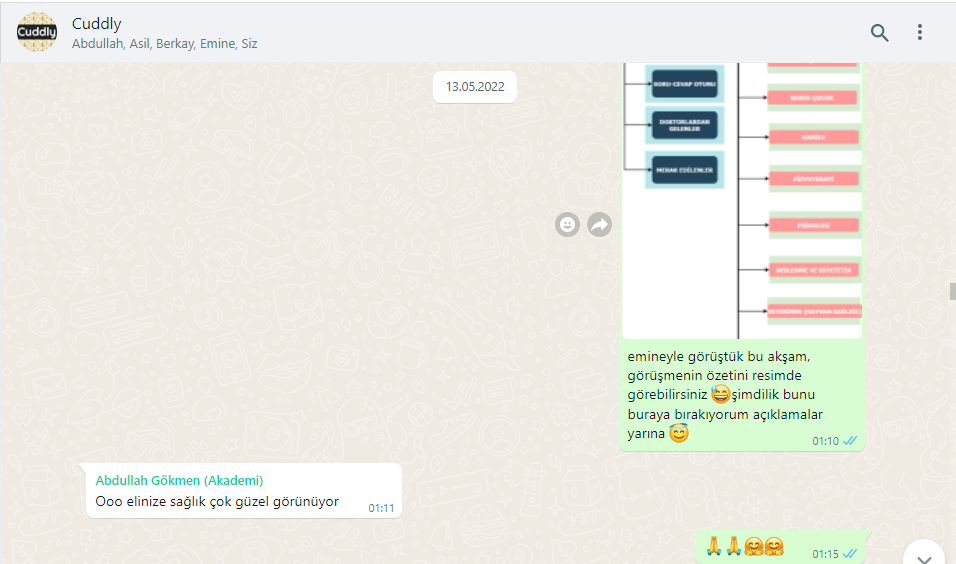 Cuddly
Cuddly
Abdullah, Asil, Berkay, Emine, Siz
13.05.2022
SORU-CEVAP OYUNU
DOKTORLARDAN
GELENLER
MERAK EDİLENLER
BEBEK-ÇOCUK
HAMİLE
FİZYOTERAPİ
PSİKOLOJİ
BESLENME VE DİYETETİK
VETERİNER (HAYVAN SAĞLIĞI)
emineyle görüştük bu akşam,
görüşmenin özetini resimde
görebilirsiniz 😅şimdilik bunu
buraya bırakıyorum açıklamalar
yarına 😇
01:10
Abdullah Gökmen (Akademi)
Ooo elinize sağlık çok güzel görünüyor
01:11
🙏🙏🤗🤗
01:15